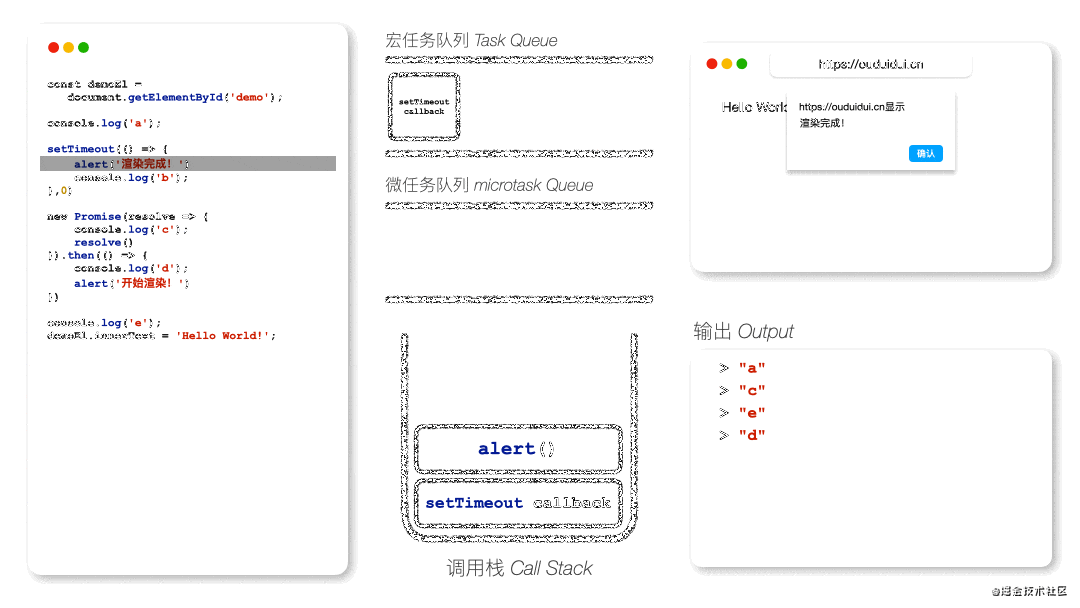 const demoEl =
document.getElementById('demo');
console.log('a');
setTimeout(() => {
alert('渲染完成！')
console.log('b');
},0)
new Promise(resolve => {
console.log('c');
resolve()
}).then(() => {
console.log('d');
alert('开始渲染！')
})
console.log('e');
demoEl.innerText = 'Hello World!';
宏任务队列 Task Queue
setTimeout
callback
微任务队列 microtask Queue
alert()
setTimeout callback
调用栈 Call Stack
https://ouduidui.cn
Hello World
https://ouduidui.cn显示
渲染完成！
确认
输出 Output
> "a"
> "c"
> "e"
> "d"
@掘金技术社区